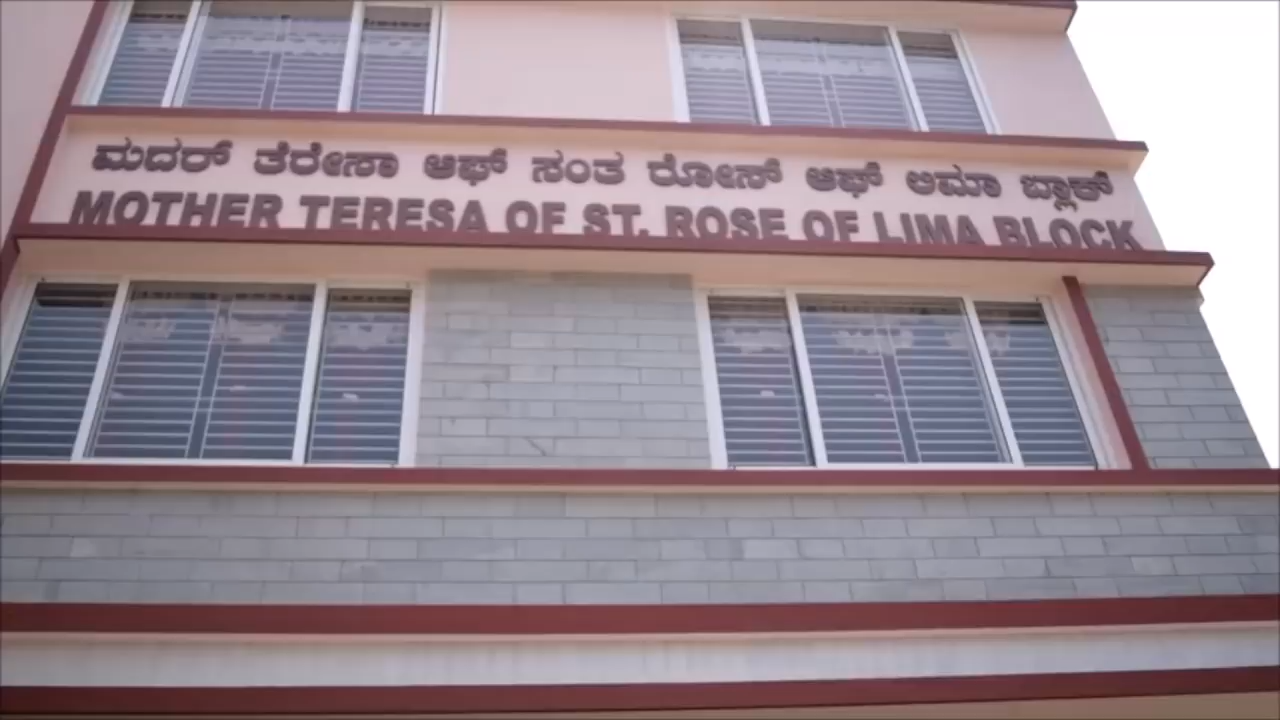 ಮದರ್ ತೆರೇಸಾ ಆಫ್ ಸಂತ ರೋಸ್ ಆಫ್ ಲಿಮಾ ಬ್ಲಾಕ್
MOTHER TERESA OF ST. ROSE OF LIMA BLOCK